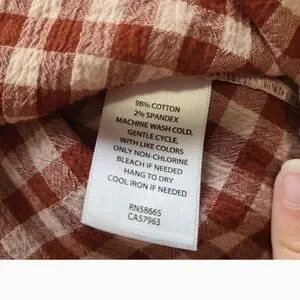 98% COTTON
2% SPANDEX
MACHINE WASH COLD,
GENTLE CYCLE,
WITH LIKE COLORS
ONLY NON-CHLORINE
BLEACH IF NEEDED
HANG TO DRY
COOL IRON IF NEEDED
RN58665
CA57963